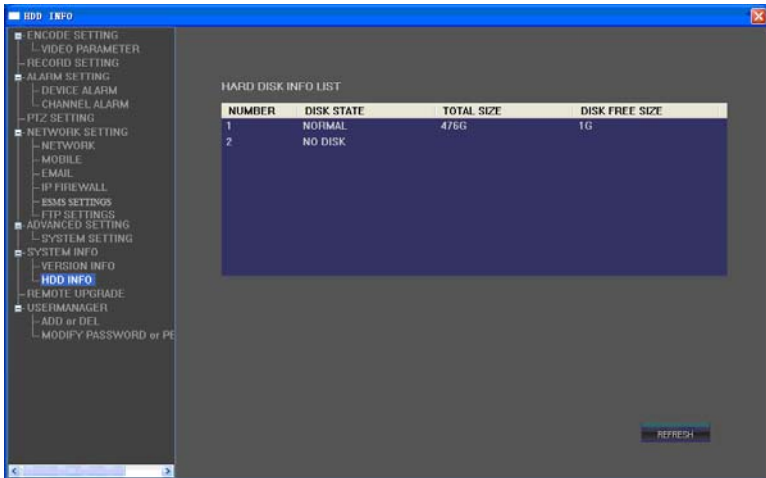 HDD INFO
ENCODE SETTING
VIDEO PARAMETER
RECORD SETTING
ALARM SETTING
DEVICE ALARM
CHANNEL ALARM
PTZ SETTING
NETWORK SETTING
NETWORK
MOBILE
EMAIL
IP FIREWALL
ESMS SETTINGS
FTP SETTINGS
ADVANCED SETTING
SYSTEM SETTING
SYSTEM INFO
VERSION INFO
HDD INFO
REMOTE UPGRADE
USERMANAGER
ADD or DEL
MODIFY PASSWORD or PE
HARD DISK INFO LIST
NUMBER DISK STATE TOTAL SIZE DISK FREE SIZE
1 NORMAL 476G 1G
2 NO DISK
REFRESH